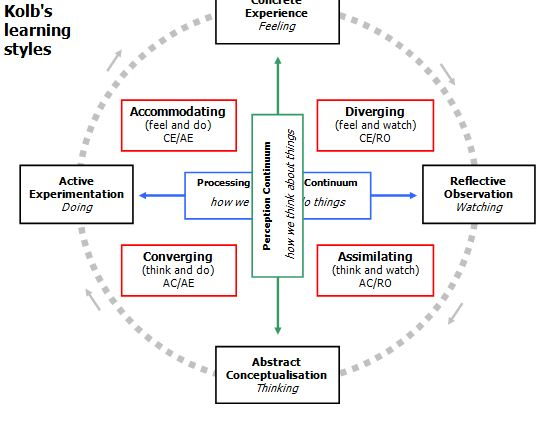 Kolb's
learning
styles
Concrete
Experience
Feeling
Accommodating
(feel and do)
CE/AE
Diverging
(feel and watch)
CE/RO
Active
Experimentation
Doing
Processing Continuum
how we do things
Perception Continuum
how we think about things
Reflective
Observation
Watching
Converging
(think and do)
AC/AE
Assimilating
(think and watch)
AC/RO
Abstract
Conceptualisation
Thinking